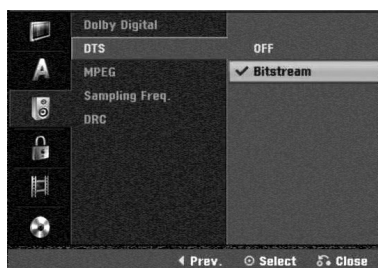 Dolby Digital
DTS OFF
MPEG ✓ Bitstream
Sampling Freq.
DRC
A
Prev. Select Close